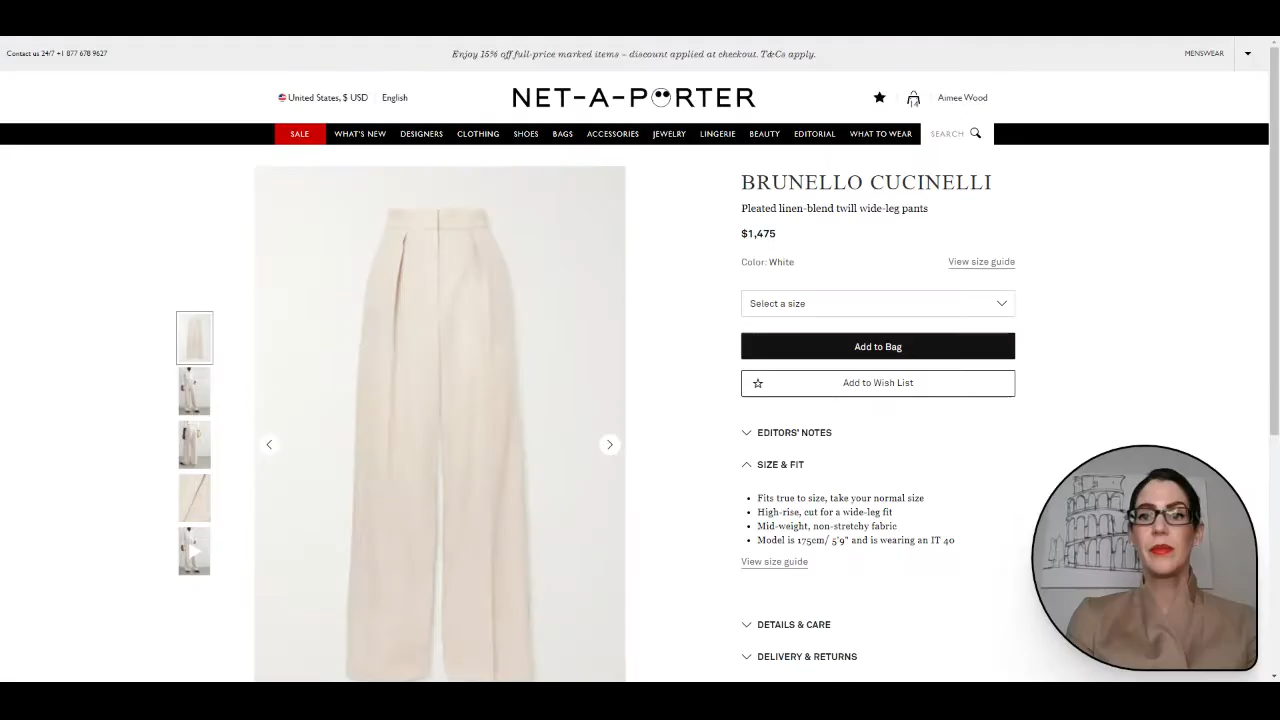 Contact us 24/7 +1 877 678 9627
Enjoy 15% off full-price marked items – discount applied at checkout. T&Cs apply.
MENSWEAR
United States, $ USD
English
NET-A-PORTER
Aimee Wood
SALE
WHAT'S NEW
DESIGNERS
CLOTHING
SHOES
BAGS
ACCESSORIES
JEWELRY
LINGERIE
BEAUTY
EDITORIAL
WHAT TO WEAR
SEARCH
BRUNELLO CUCINELLI
Pleated linen-blend twill wide-leg pants
$1,475
Color: White
View size guide
Select a size
Add to Bag
Add to Wish List
EDITORS' NOTES
SIZE & FIT
• Fits true to size, take your normal size
• High-rise, cut for a wide-leg fit
• Mid-weight, non-stretchy fabric
• Model is 175cm/ 5'9" and is wearing an IT 40
View size guide
DETAILS & CARE
DELIVERY & RETURNS